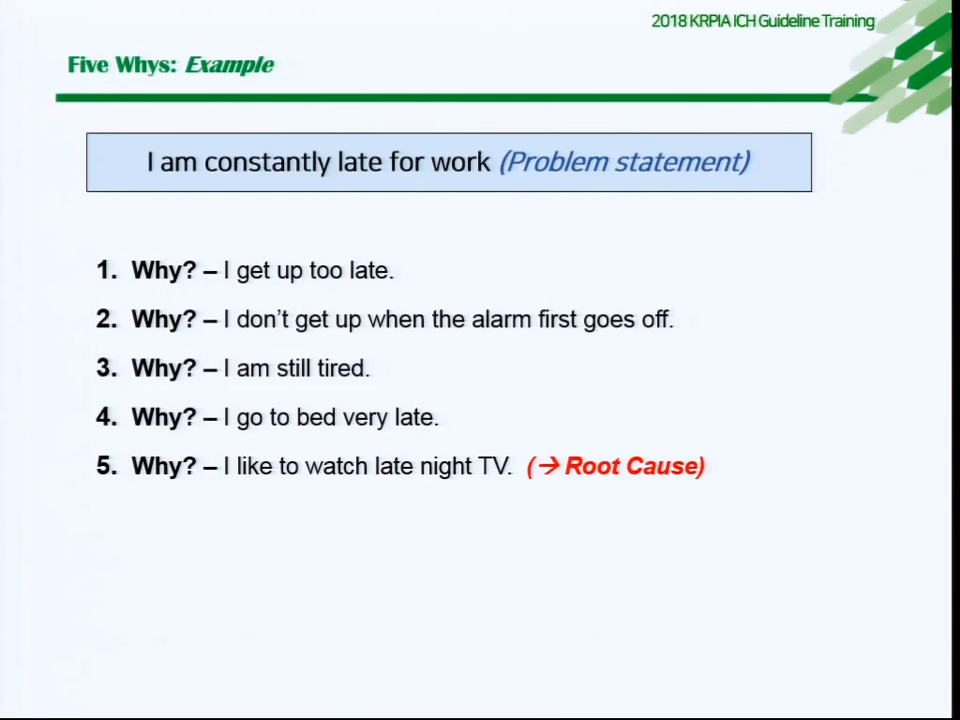 2018 KRPIA ICH Guideline Training
Five Whys: Example
I am constantly late for work (Problem statement)
1. Why? – I get up too late.
2. Why? – I don't get up when the alarm first goes off.
3. Why? – I am still tired.
4. Why? – I go to bed very late.
5. Why? – I like to watch late night TV. (→ Root Cause)